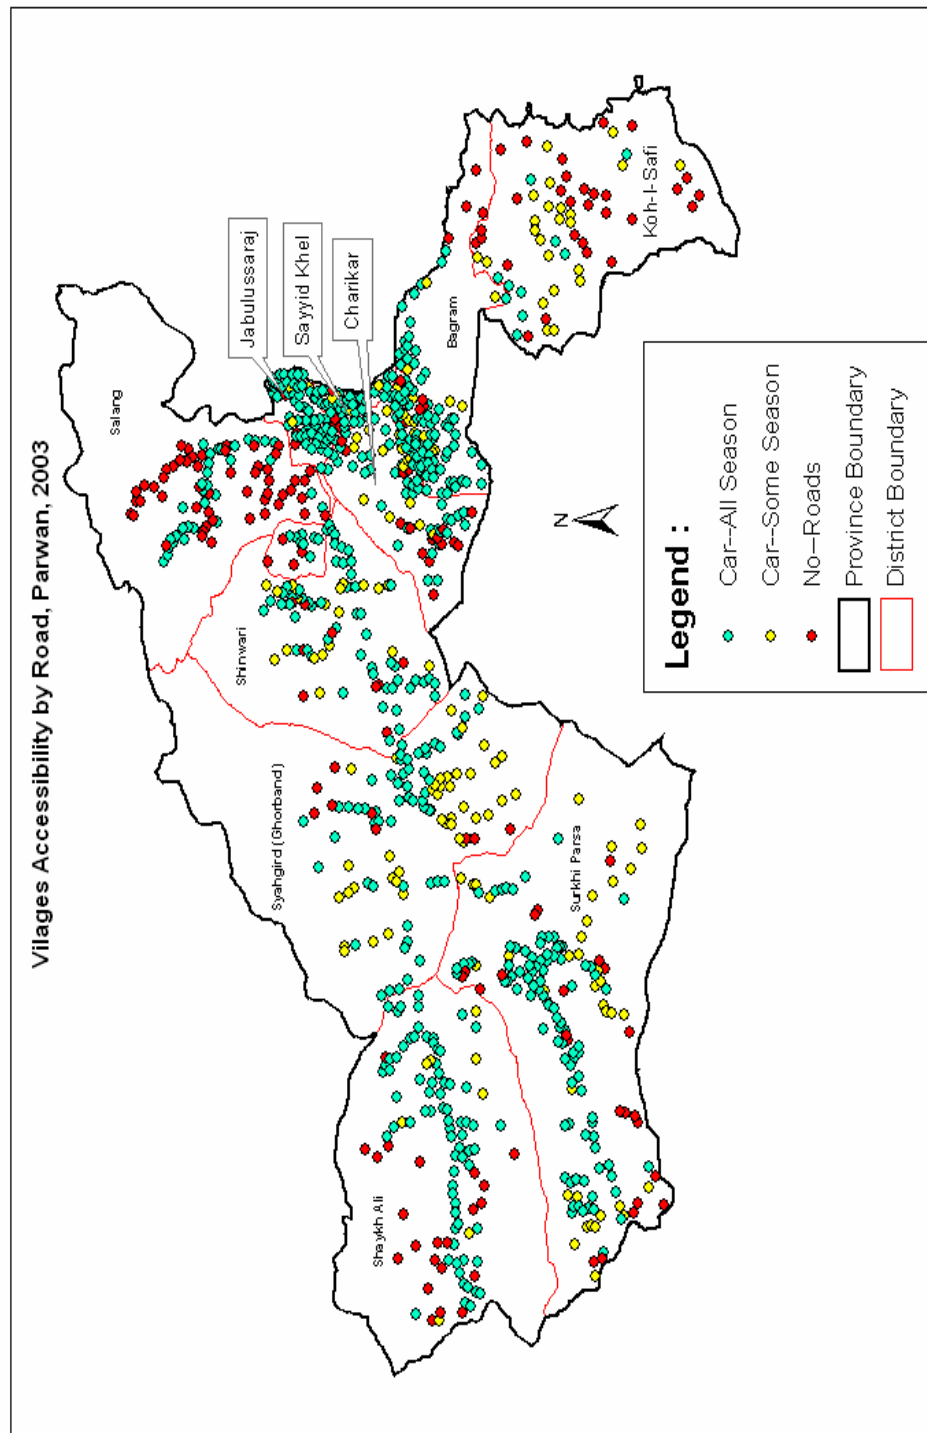 Vilages Accessibility by Road, Parwan, 2003
Salang
Jabulussaraj
Sayyid Khel
Charikar
Shinwari
Bagram
Koh-I-Safi
Syahgird (Ghorband)
Surkhi Parsa
Shaykh Ali
N
Legend :
Car--All Season
Car--Some Season
No--Roads
Province Boundary
District Boundary